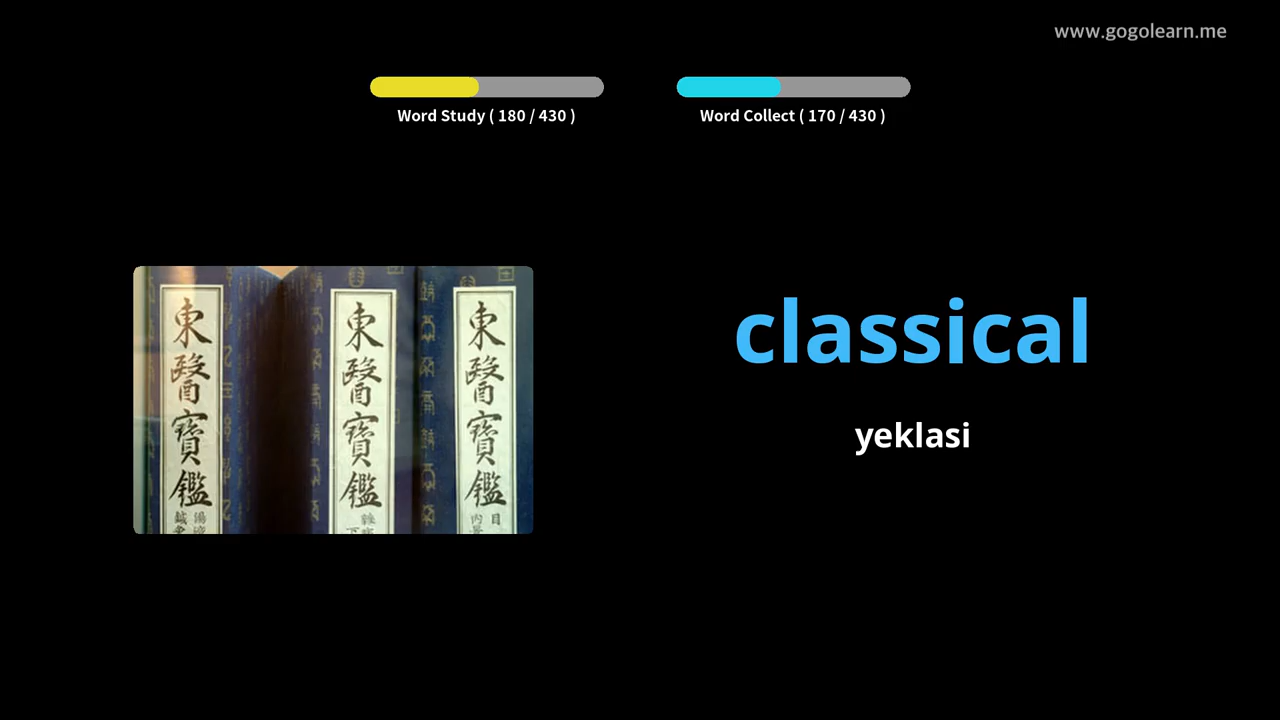 www.gogolearn.me
Word Study ( 180 / 430 )
Word Collect ( 170 / 430 )
東醫寶鑑
東醫寶鑑
東醫寶鑑
classical
yeklasi